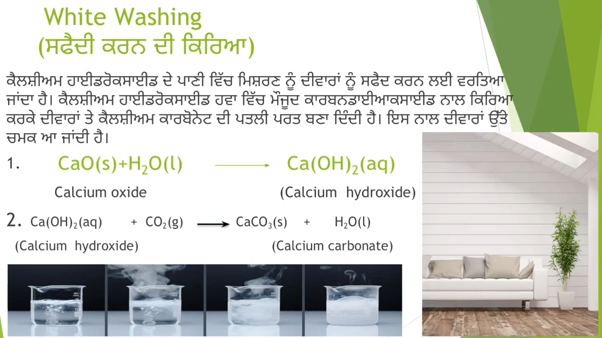 White Washing
(ਸਫੈਦੀ ਕਰਨ ਦੀ ਕਿਰਿਆ)
ਕੈਲਸ਼ੀਅਮ ਹਾਈਡਰੋਕਸਾਈਡ ਦੇ ਪਾਣੀ ਵਿੱਚ ਮਿਸ਼ਰਣ ਨੂੰ ਦੀਵਾਰਾਂ ਨੂੰ ਸਫੈਦ ਕਰਨ ਲਈ ਵਰਤਿਆ
ਜਾਂਦਾ ਹੈ। ਕੈਲਸ਼ੀਅਮ ਹਾਈਡਰੋਕਸਾਈਡ ਹਵਾ ਵਿੱਚ ਮੌਜੂਦ ਕਾਰਬਨਡਾਈਆਕਸਾਈਡ ਨਾਲ ਕਿਰਿਆ
ਕਰਕੇ ਦੀਵਾਰਾਂ ਤੇ ਕੈਲਸ਼ੀਅਮ ਕਾਰਬੋਨੇਟ ਦੀ ਪਤਲੀ ਪਰਤ ਬਣਾ ਦਿੰਦੀ ਹੈ। ਇਸ ਨਾਲ ਦੀਵਾਰਾਂ ਉੱਤੇ
ਚਮਕ ਆ ਜਾਂਦੀ ਹੈ।
1. CaO(s)+H₂O(l) ⟶ Ca(OH)₂(aq)
Calcium oxide (Calcium hydroxide)
2. Ca(OH)₂(aq) + CO₂(g) ⟶ CaCO₃(s) + H₂O(l)
(Calcium hydroxide) (Calcium carbonate)